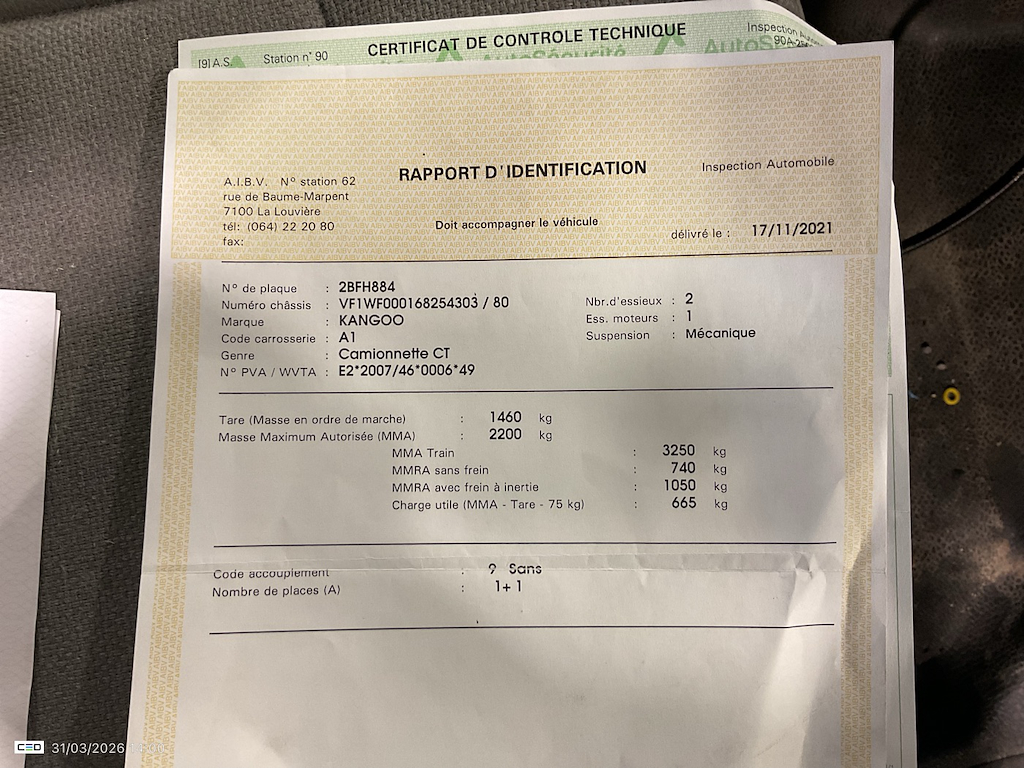 CERTIFICAT DE CONTROLE TECHNIQUE
[9] A.S.
Station n° 90
Inspection
AutoSécurité
RAPPORT D'IDENTIFICATION
Inspection Automobile
A.I.B.V. N° station 62
rue de Baume-Marpent
7100 La Louvière
tél: (064) 22 20 80
fax:
Doit accompagner le véhicule
délivré le : 17/11/2021
N° de plaque : 2BFH884
Numéro châssis : VF1WF000168254303 / 80
Marque : KANGOO
Code carrosserie : A1
Genre : Camionnette CT
N° PVA / WVTA : E2*2007/46*0006*49
Nbr.d'essieux : 2
Ess. moteurs : 1
Suspension : Mécanique
Tare (Masse en ordre de marche) : 1460 kg
Masse Maximum Autorisée (MMA) : 2200 kg
MMA Train : 3250 kg
MMRA sans frein : 740 kg
MMRA avec frein à inertie : 1050 kg
Charge utile (MMA - Tare - 75 kg) : 665 kg
Code accouplement : 9 Sans
Nombre de places (A) : 1+1
CEO 31/03/2026